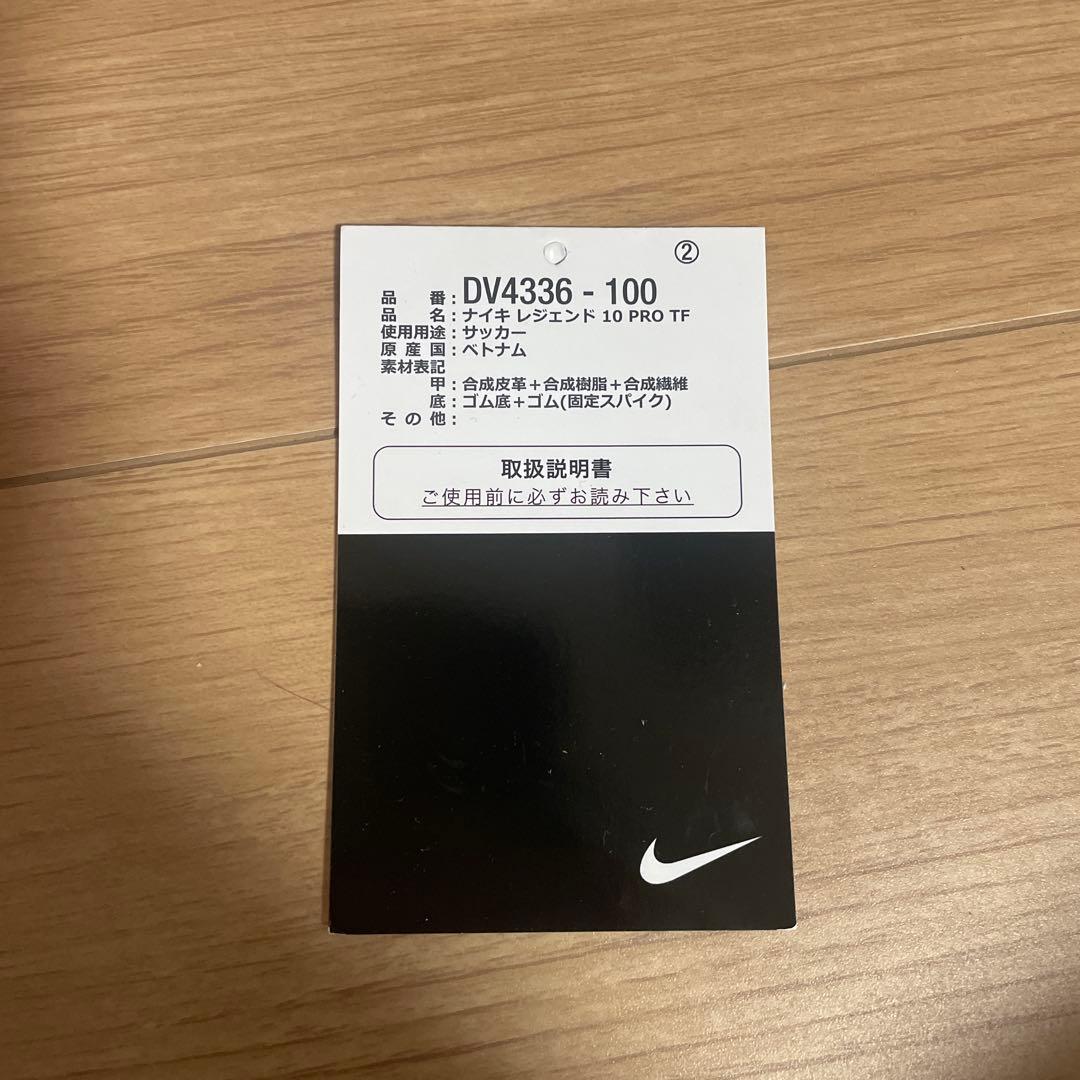 ②
品番:DV4336 - 100
品名:ナイキ レジェンド 10 PRO TF
使用用途:サッカー
原産国:ベトナム
素材表記
甲:合成皮革+合成樹脂+合成繊維
底:ゴム底+ゴム(固定スパイク)
その他:
取扱説明書
ご使用前に必ずお読み下さい